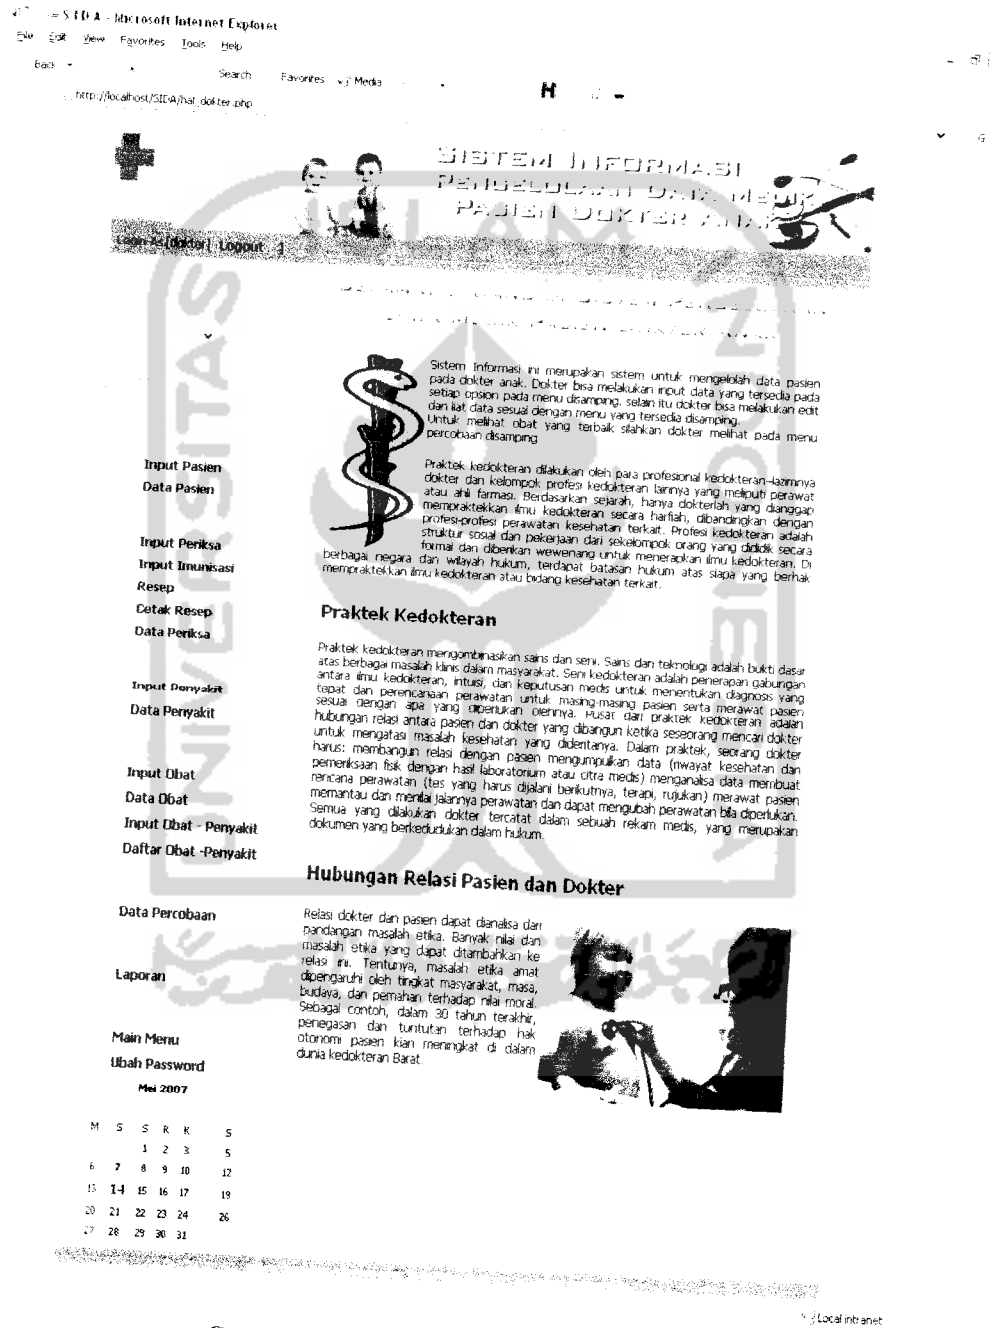 S I D A - Microsoft Internet Explorer
File Edit View Favorites Tools Help
Back Search Favorites Media
http://localhost/SIDA/hal_dokter.php
SISTEM INFORMASI
PENGELOLAAN DATA MEDIK
PASIEN DOKTER ANAK
Login As[dokter] Logout
Sistem Informasi ini merupakan sistem untuk mengelolah data pasien
pada dokter anak. Dokter bisa melakukan input data yang tersedia pada
setiap opsion pada menu disamping. selain itu dokter bisa melakukan edit
dan liat data sesuai dengan menu yang tersedia disamping.
Untuk melihat obat yang terbaik silahkan dokter melihat pada menu
percobaan disamping
Praktek kedokteran dilakukan oleh para profesional kedokteran-lazimnya
dokter dan kelompok profesi kedokteran lainnya yang meliputi perawat
atau ahli farmasi. Berdasarkan sejarah, hanya dokterlah yang dianggap
mempraktekkan ilmu kedokteran secara harfiah, dibandingkan dengan
profesi-profesi perawatan kesehatan terkait. Profesi kedokteran adalah
struktur sosial dan pekerjaan dari sekelompok orang yang dididik secara
formal dan diberikan wewenang untuk menerapkan ilmu kedokteran. Di
berbagai negara dan wilayah hukum, terdapat batasan hukum atas siapa yang berhak
mempraktekkan ilmu kedokteran atau bidang kesehatan terkait.
Praktek Kedokteran
Praktek kedokteran mengombinasikan sains dan seni. Sains dan teknologi adalah bukti dasar
atas berbagai masalah klinis dalam masyarakat. Seni kedokteran adalah penerapan gabungan
antara ilmu kedokteran, intuisi, dan keputusan medis untuk menentukan diagnosis yang
tepat dan perencanaan perawatan untuk masing-masing pasien serta merawat pasien
sesuai dengan apa yang diperlukan olehnya. Pusat dari praktek kedokteran adalah
hubungan relasi antara pasien dan dokter yang dibangun ketika seseorang mencari dokter
untuk mengatasi masalah kesehatan yang dideritanya. Dalam praktek, seorang dokter
harus: membangun relasi dengan pasien mengumpulkan data (riwayat kesehatan dan
pemeriksaan fisik dengan hasil laboratorium atau citra medis) menganalisa data membuat
rencana perawatan (tes yang harus dijalani berikutnya, terapi, rujukan) merawat pasien
memantau dan menilai jalannya perawatan dan dapat mengubah perawatan bila diperlukan.
Semua yang dilakukan dokter tercatat dalam sebuah rekam medis, yang merupakan
dokumen yang berkedudukan dalam hukum.
Hubungan Relasi Pasien dan Dokter
Relasi dokter dan pasien dapat dianalisa dari
pandangan masalah etika. Banyak nilai dan
masalah etika yang dapat ditambahkan ke
relasi ini. Tentunya, masalah etika amat
dipengaruhi oleh tingkat masyarakat, masa,
budaya, dan pemahan terhadap nilai moral.
Sebagai contoh, dalam 30 tahun terakhir,
penegasan dan tuntutan terhadap hak
otonomi pasien kian meningkat di dalam
dunia kedokteran Barat.
Input Pasien
Data Pasien
Input Periksa
Input Imunisasi
Resep
Cetak Resep
Data Periksa
Input Penyakit
Data Penyakit
Input Obat
Data Obat
Input Obat - Penyakit
Daftar Obat -Penyakit
Data Percobaan
Laporan
Main Menu
Ubah Password
Mei 2007
M S S R K S
1 2 3 5
6 7 8 9 10 12
13 14 15 16 17 19
20 21 22 23 24 26
27 28 29 30 31
Local intranet
UNIVERSITAS
ISLAM
INDONESIA